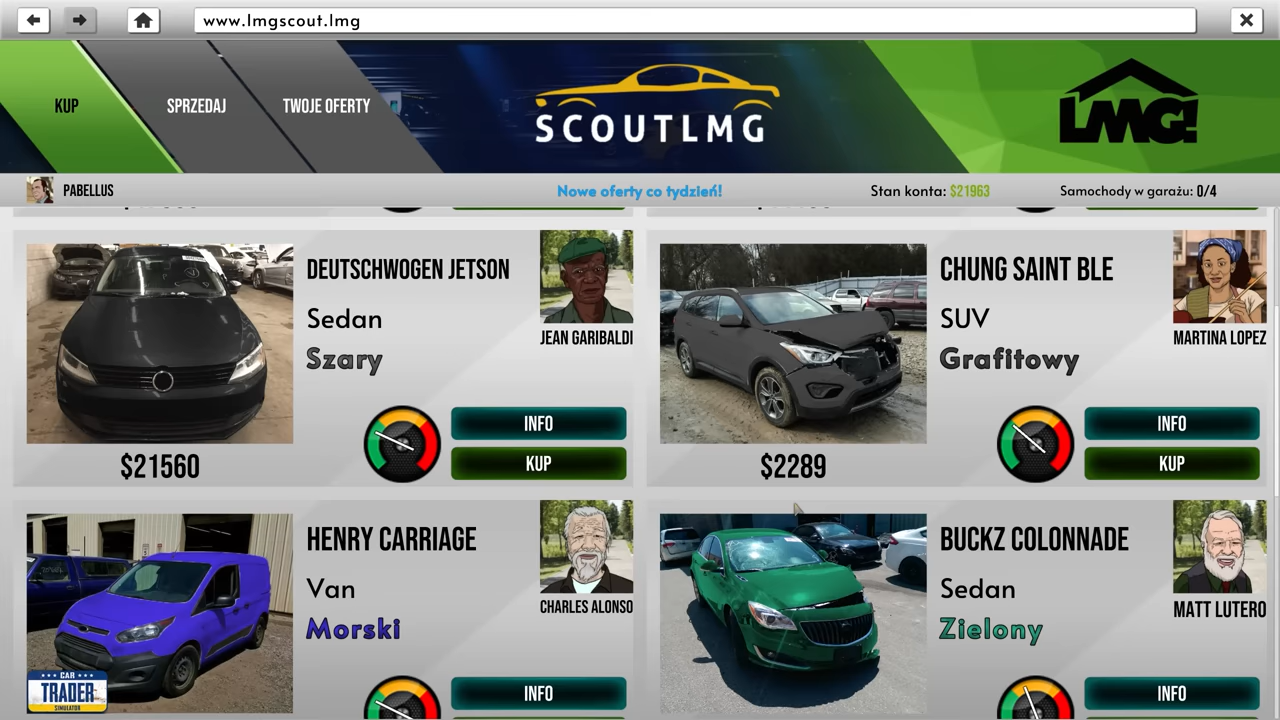 www.lmgscout.lmg
KUP
SPRZEDAJ
TWOJE OFERTY
SCOUTLMG
LMG!
PABELLUS
Nowe oferty co tydzień!
Stan konta: $21963
Samochody w garażu: 0/4
DEUTSCHWOGEN JETSON
Sedan
Szary
JEAN GARIBALDI
INFO
KUP
$21560
CHUNG SAINT BLE
SUV
Grafitowy
MARTINA LOPEZ
INFO
KUP
$2289
HENRY CARRIAGE
Van
Morski
CHARLES ALONSO
INFO
CAR
TRADER
SIMULATOR
BUCKZ COLONNADE
Sedan
Zielony
MATT LUTERO
INFO